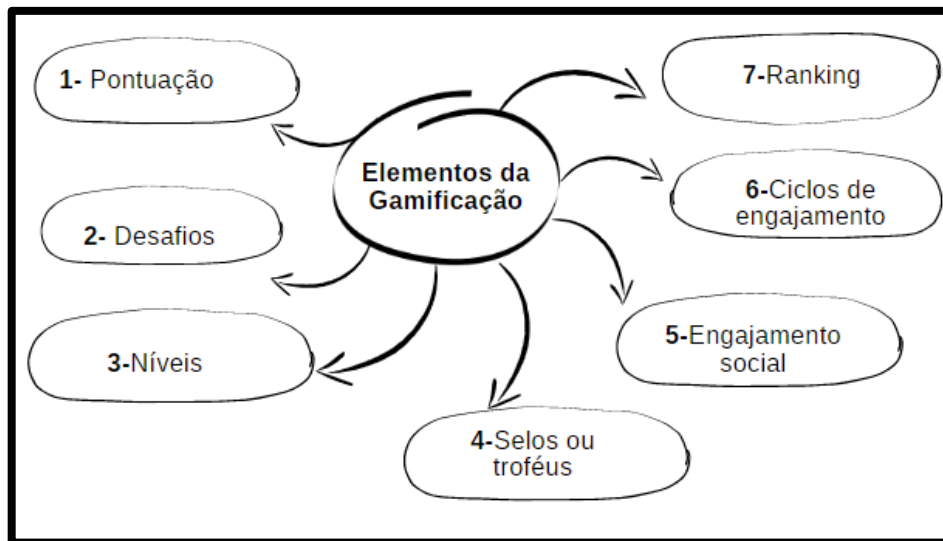 Elementos da
Gamificação
1- Pontuação
2- Desafios
3-Níveis
4-Selos ou
troféus
5-Engajamento
social
6-Ciclos de
engajamento
7-Ranking